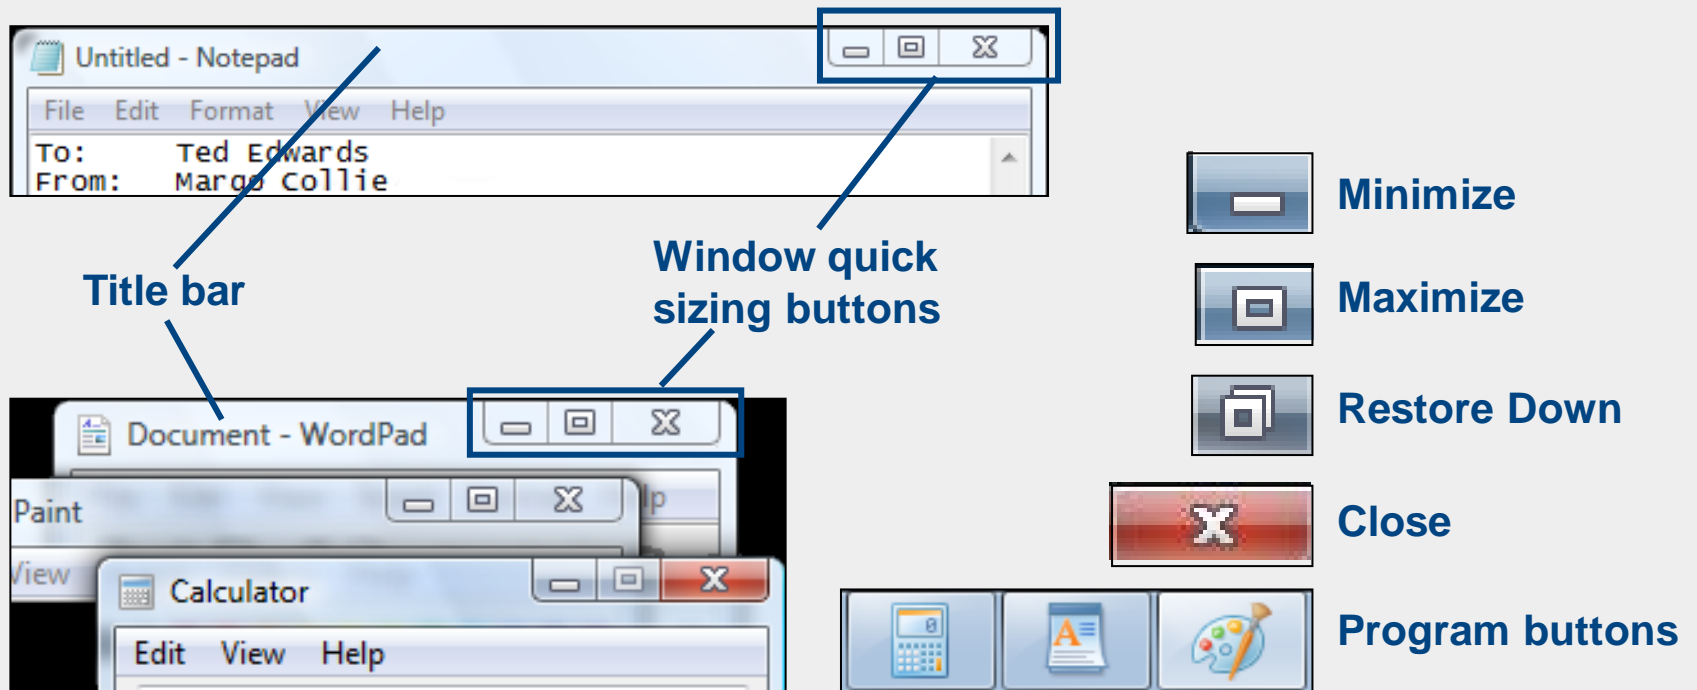 Untitled - Notepad
File Edit Format View Help
To: Ted Edwards
From: Margo Collie
Title bar
Window quick
sizing buttons
Document - WordPad
lp
Paint
View
Calculator
Edit View Help
Minimize
Maximize
Restore Down
Close
Program buttons